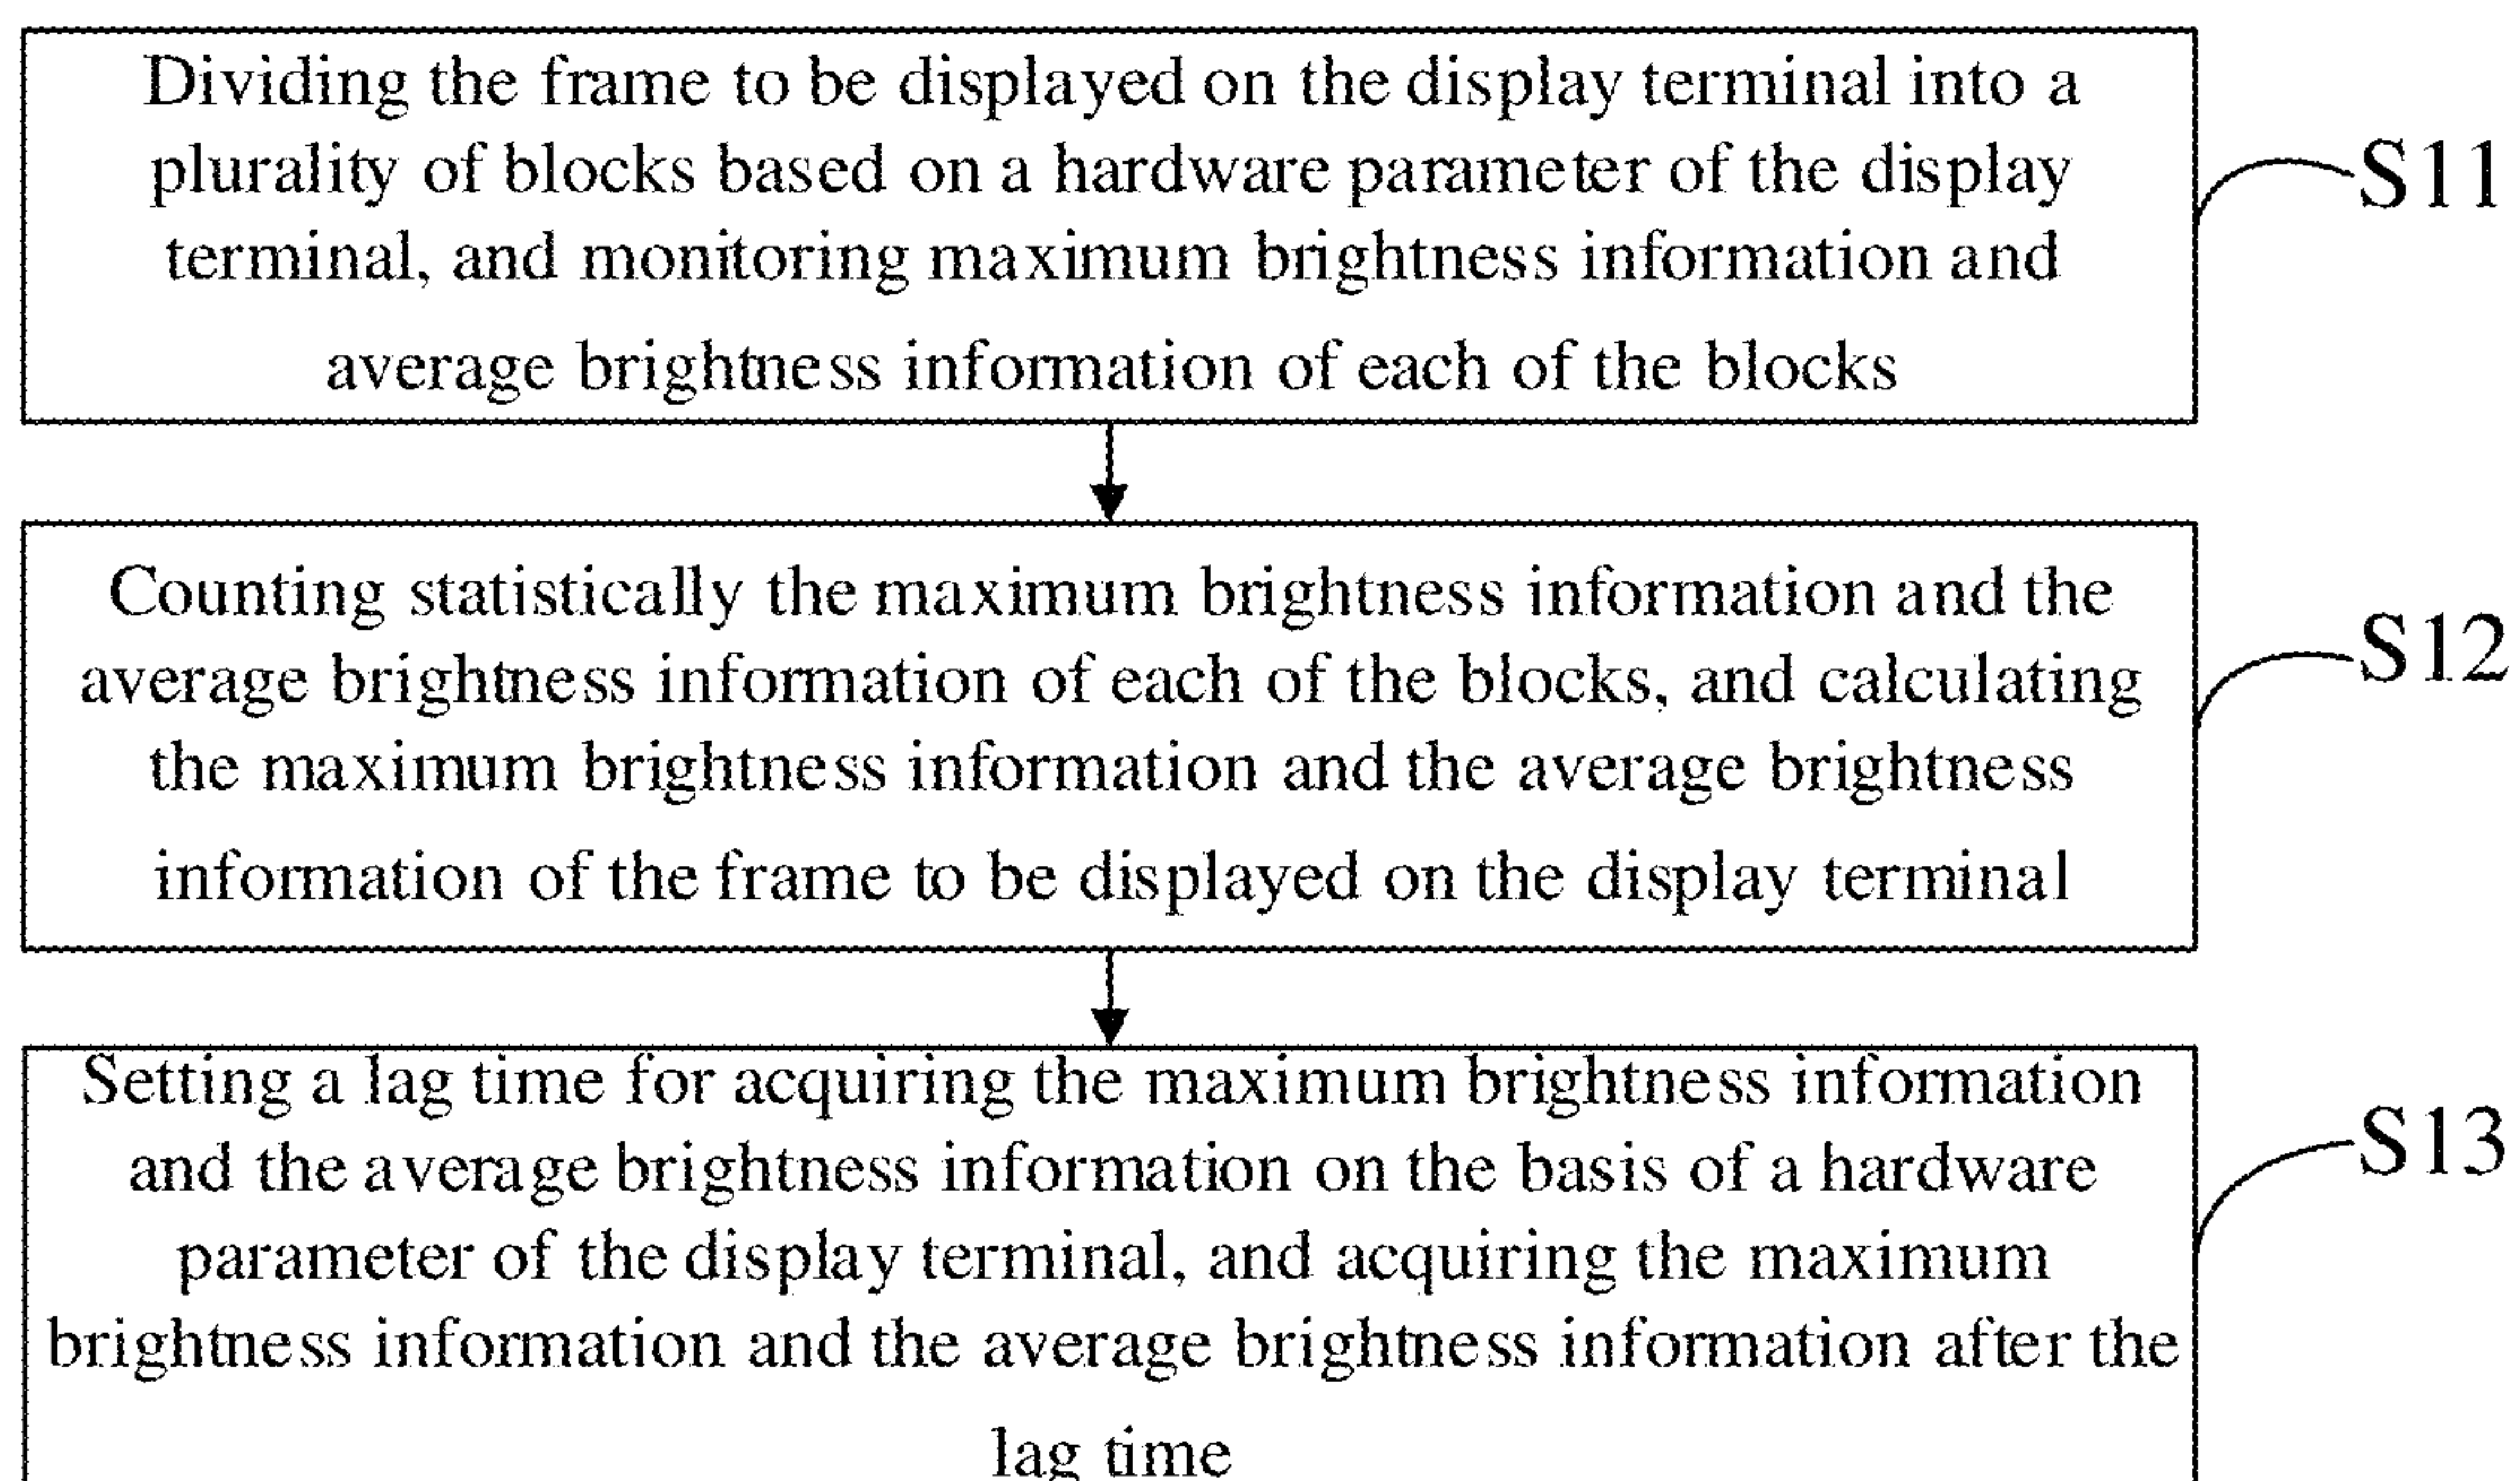 Dividing the frame to be displayed on the display terminal into a
plurality of blocks based on a hardware parameter of the display
terminal, and monitoring maximum brightness information and
average brightness information of each of the blocks
S11
Counting statistically the maximum brightness information and the
average brightness information of each of the blocks, and calculating
the maximum brightness information and the average brightness
information of the frame to be displayed on the display terminal
S12
Setting a lag time for acquiring the maximum brightness information
and the average brightness information on the basis of a hardware
parameter of the display terminal, and acquiring the maximum
brightness information and the average brightness information after the
lag time
S13